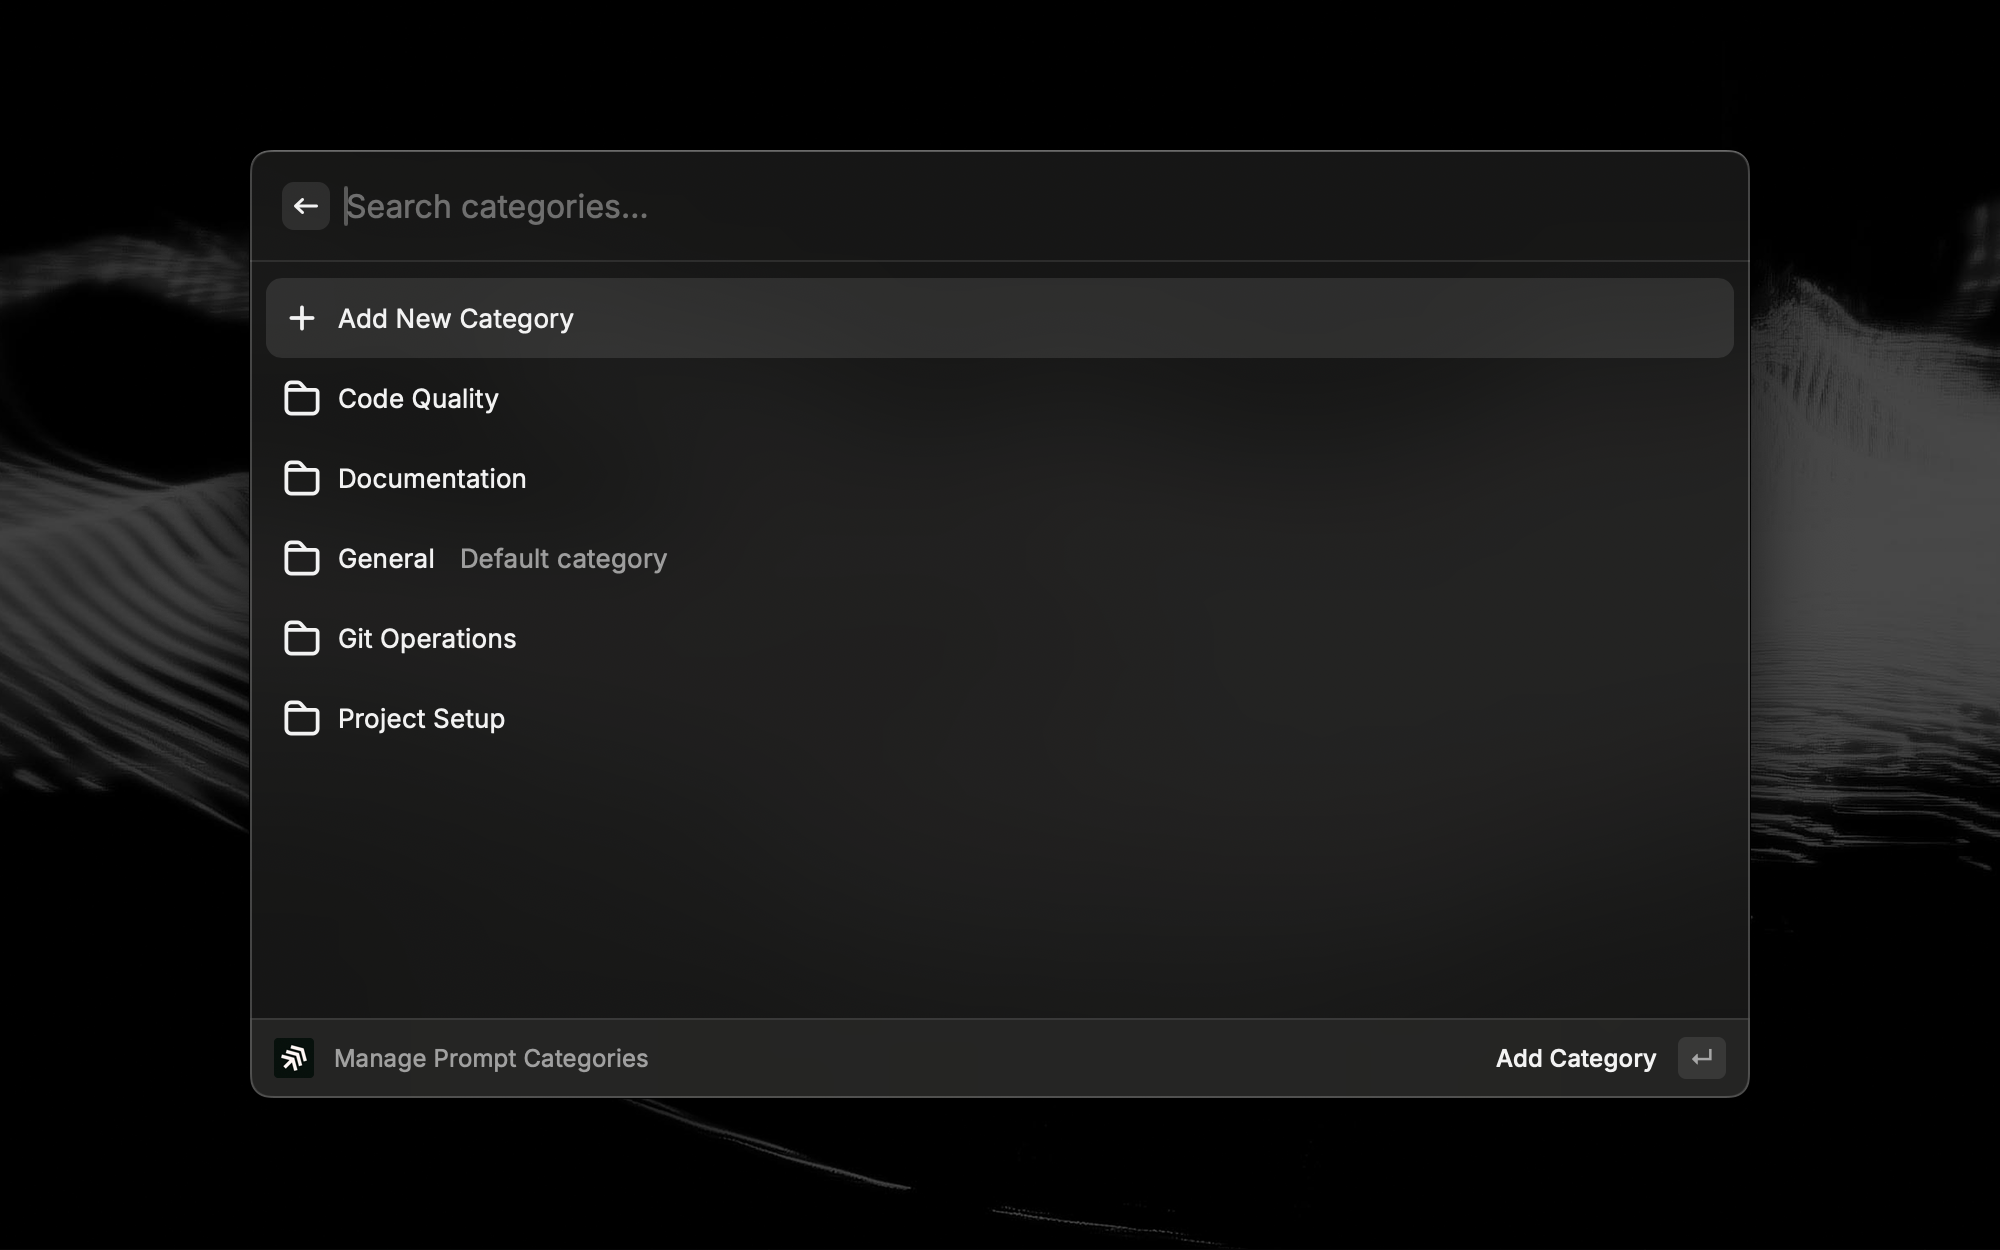 Search categories...
Add New Category
Code Quality
Documentation
General Default category
Git Operations
Project Setup
Manage Prompt Categories
Add Category